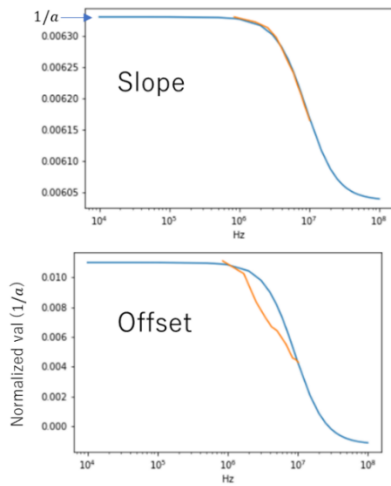 1/a
0.00630
0.00625
0.00620
0.00615
0.00610
0.00605
Slope
10⁴ 10⁵ 10⁶ 10⁷ 10⁸
Hz
Normalized val (1/a)
0.010
0.008
0.006
0.004
0.002
0.000
Offset
10⁴ 10⁵ 10⁶ 10⁷ 10⁸
Hz